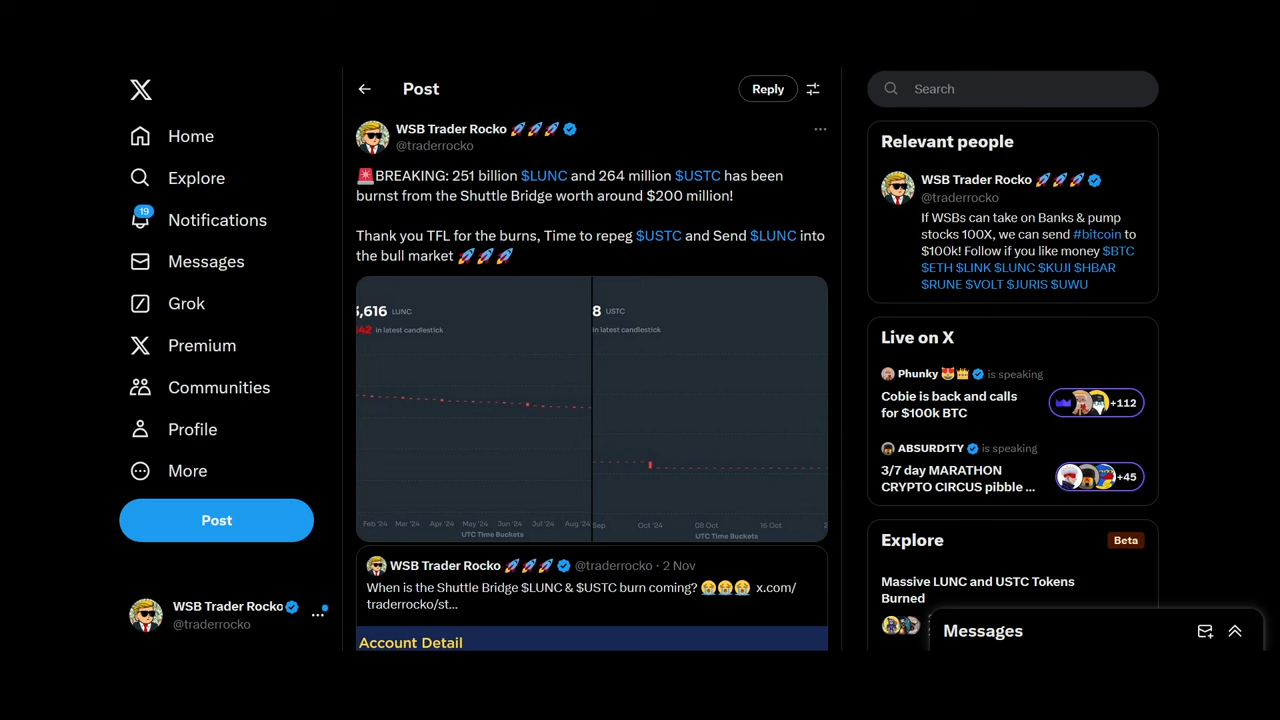 Home
Explore
19
Notifications
Messages
Grok
Premium
Communities
Profile
More
Post
WSB Trader Rocko 🚀🚀🚀
@traderrocko
Post
Reply
WSB Trader Rocko 🚀🚀🚀
@traderrocko
🚨BREAKING: 251 billion $LUNC and 264 million $USTC has been
burnst from the Shuttle Bridge worth around $200 million!
Thank you TFL for the burns, Time to repeg $USTC and Send $LUNC into
the bull market 🚀🚀🚀
,616 LUNC
42 In latest candlestick
Feb '24 Mar '24 Apr '24 May '24 Jun '24 Jul '24 Aug '24
UTC Time Buckets
8 USTC
In latest candlestick
Sep Oct '24 08 Oct 16 Oct 2
UTC Time Buckets
WSB Trader Rocko 🚀🚀🚀 @traderrocko · 2 Nov
When is the Shuttle Bridge $LUNC & $USTC burn coming? 😭😭😭 x.com/
traderrocko/st...
Account Detail
Search
Relevant people
WSB Trader Rocko 🚀🚀🚀
@traderrocko
If WSBs can take on Banks & pump
stocks 100X, we can send #bitcoin to
$100k! Follow if you like money $BTC
$ETH $LINK $LUNC $KUJI $HBAR
$RUNE $VOLT $JURIS $UWU
Live on X
Phunky 😻👑 is speaking
Cobie is back and calls
for $100k BTC
+112
ABSURD1TY is speaking
3/7 day MARATHON
CRYPTO CIRCUS pibble ...
+45
Explore
Beta
Massive LUNC and USTC Tokens
Burned
Messages